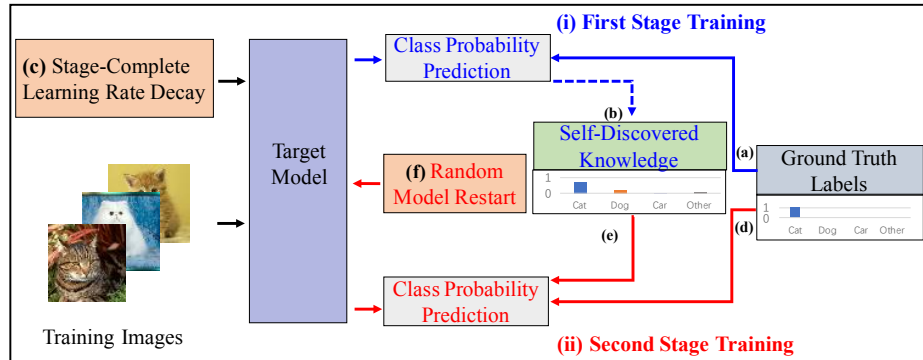 (i) First Stage Training
(c) Stage-Complete
Learning Rate Decay
Class Probability
Prediction
(b)
Self-Discovered
Knowledge
1
0
Cat Dog Car Other
(a)
Ground Truth
Labels
1
0
Cat Dog Car Other
(d)
Target
Model
(f) Random
Model Restart
(e)
Class Probability
Prediction
Training Images
(ii) Second Stage Training